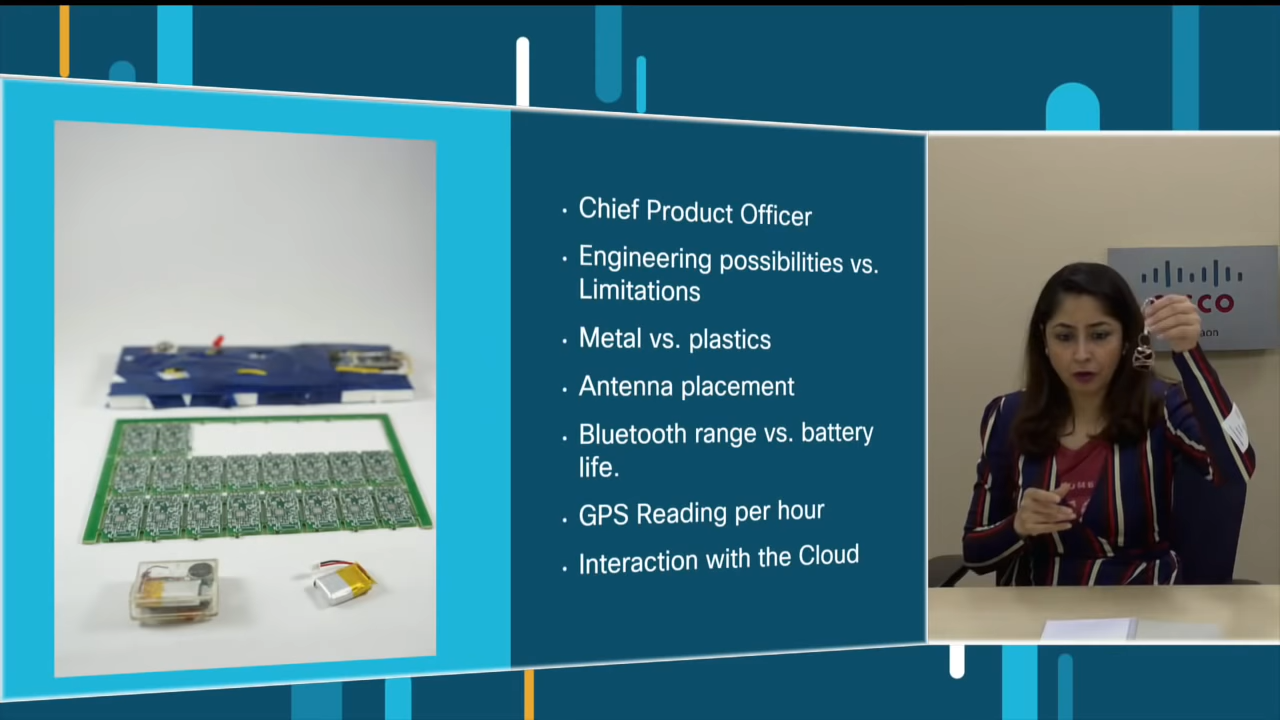 · Chief Product Officer
· Engineering possibilities vs.
Limitations
· Metal vs. plastics
· Antenna placement
· Bluetooth range vs. battery
life.
· GPS Reading per hour
· Interaction with the Cloud